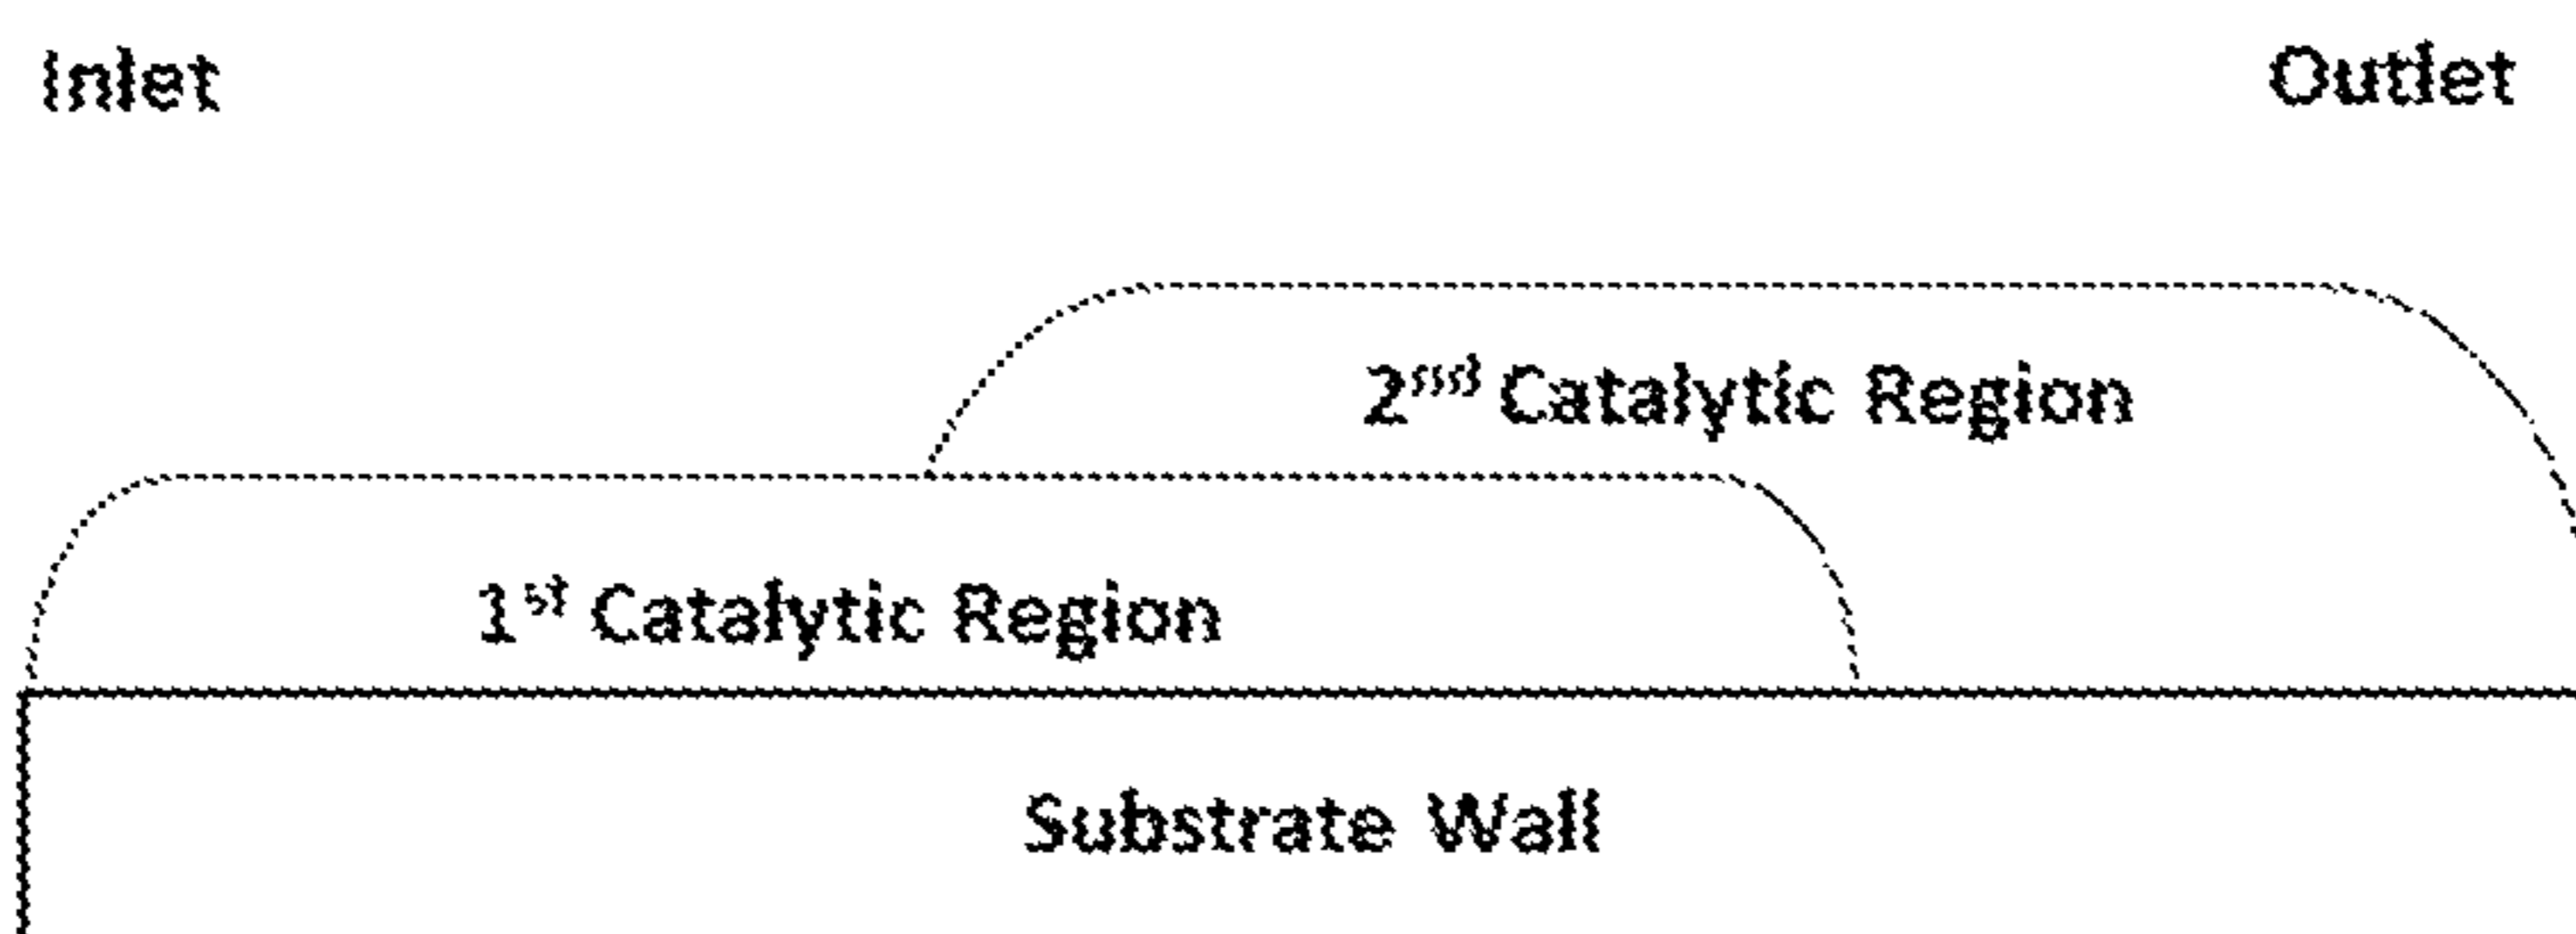 Inlet
Outlet
2nd Catalytic Region
1st Catalytic Region
Substrate Wall